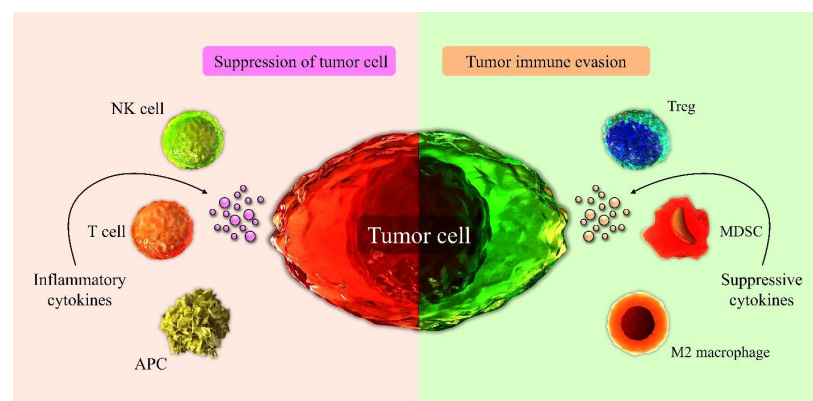 Suppression of tumor cell
Tumor immune evasion
NK cell
T cell
Inflammatory
cytokines
APC
Tumor cell
Treg
MDSC
Suppressive
cytokines
M2 macrophage